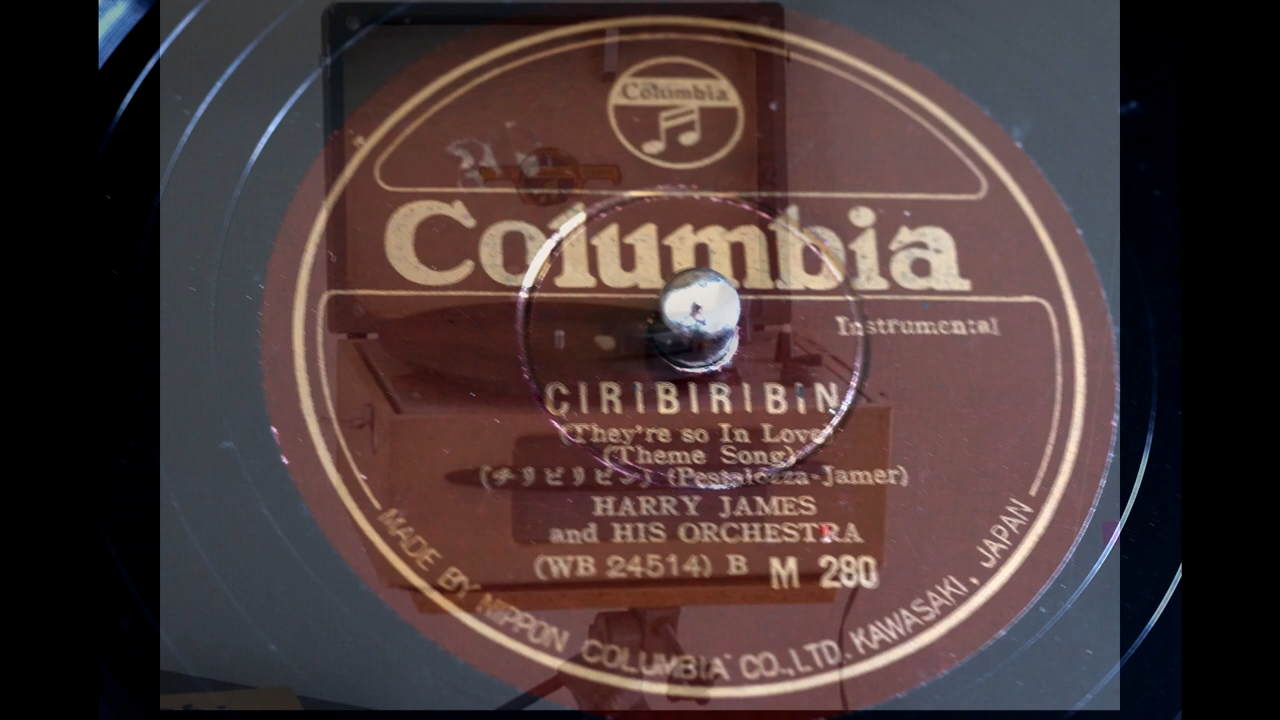 Columbia
Columbia
Instrumental
CIRIBIRIBIN
(They're so In Love)
(Theme Song)
(チリビリビン) (Pestalozza-Jamer)
HARRY JAMES
and HIS ORCHESTRA
(WB 24514) B M 280
MADE BY NIPPON COLUMBIA CO., LTD. KAWASAKI, JAPAN